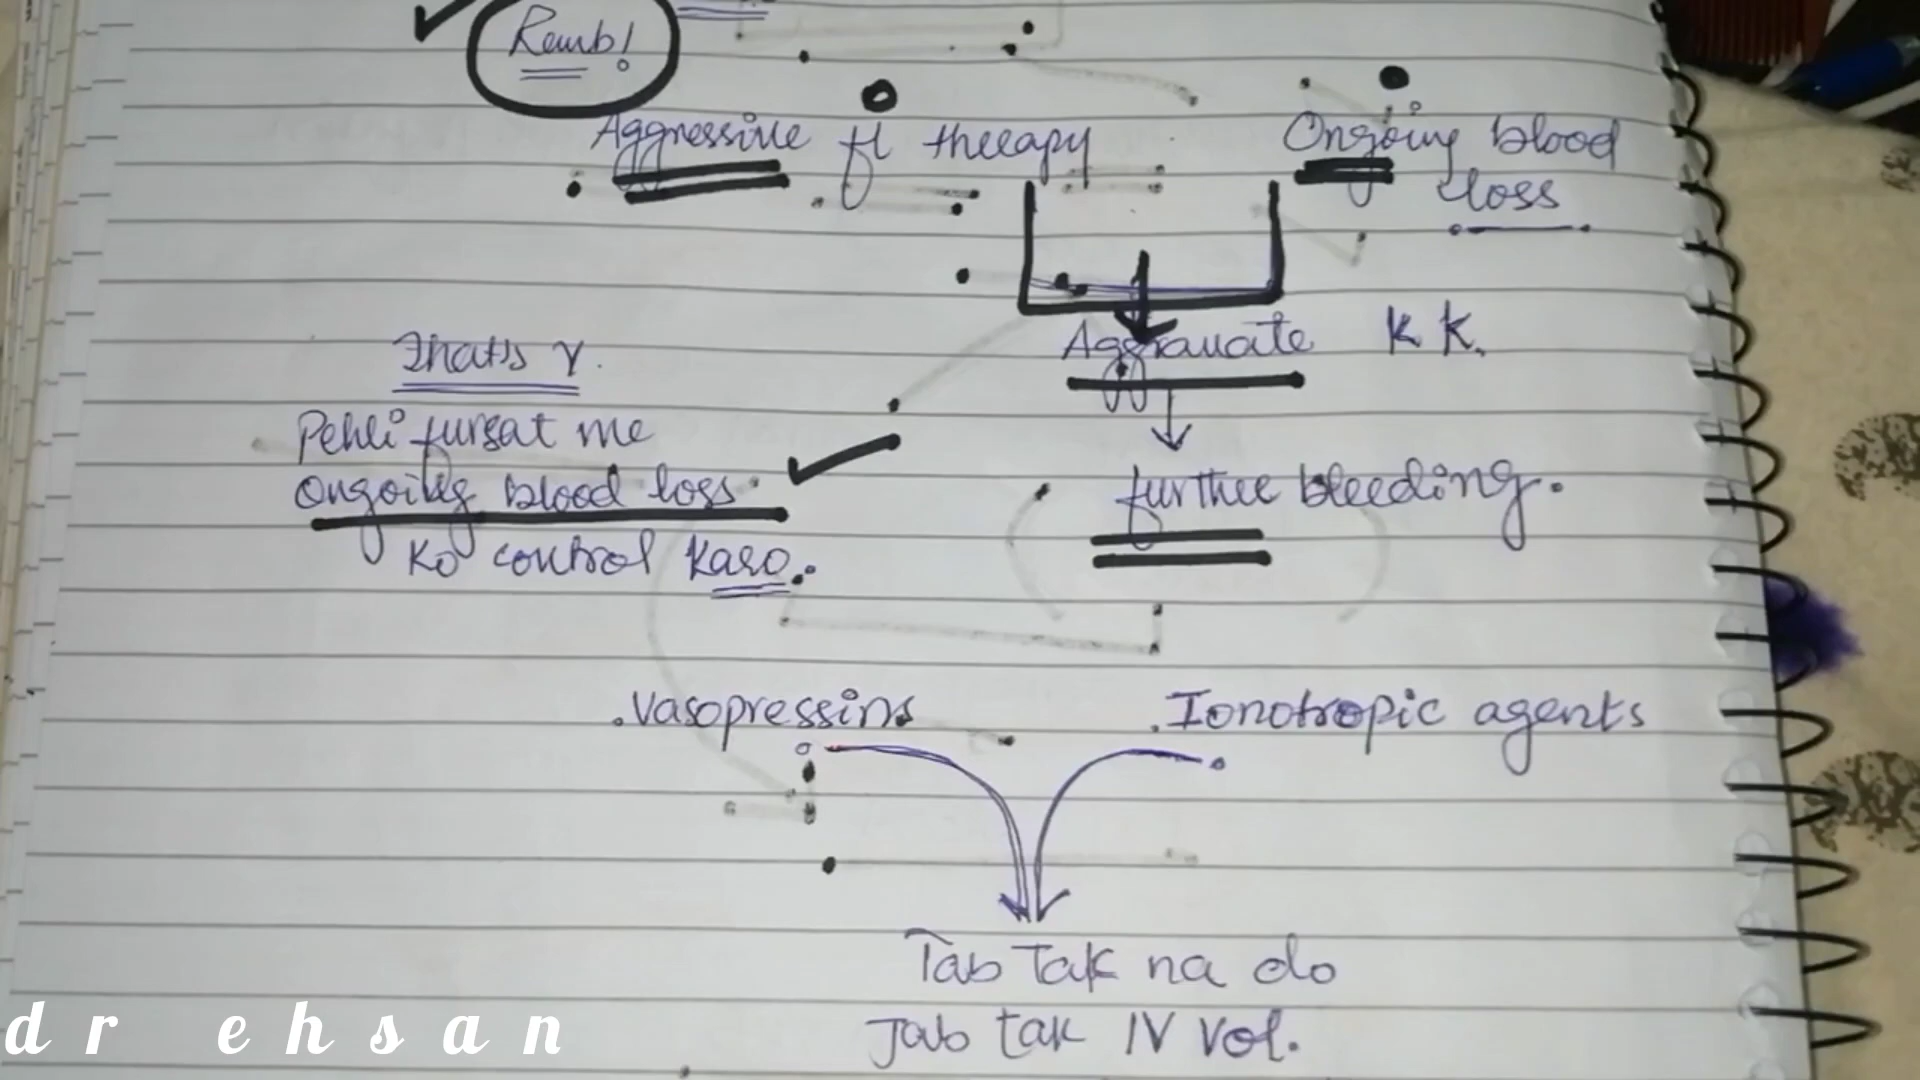 Remb!
Aggressive fl therapy
Ongoing blood
loss
Aggravate K K.
That's Y.
Pehli fursat me
Ongoing blood loss
Ko control Karo.
further bleeding.
.Vasopressins
.Ionotropic agents
Tab Tak na do
Jab tak IV Vol.
dr ehsan